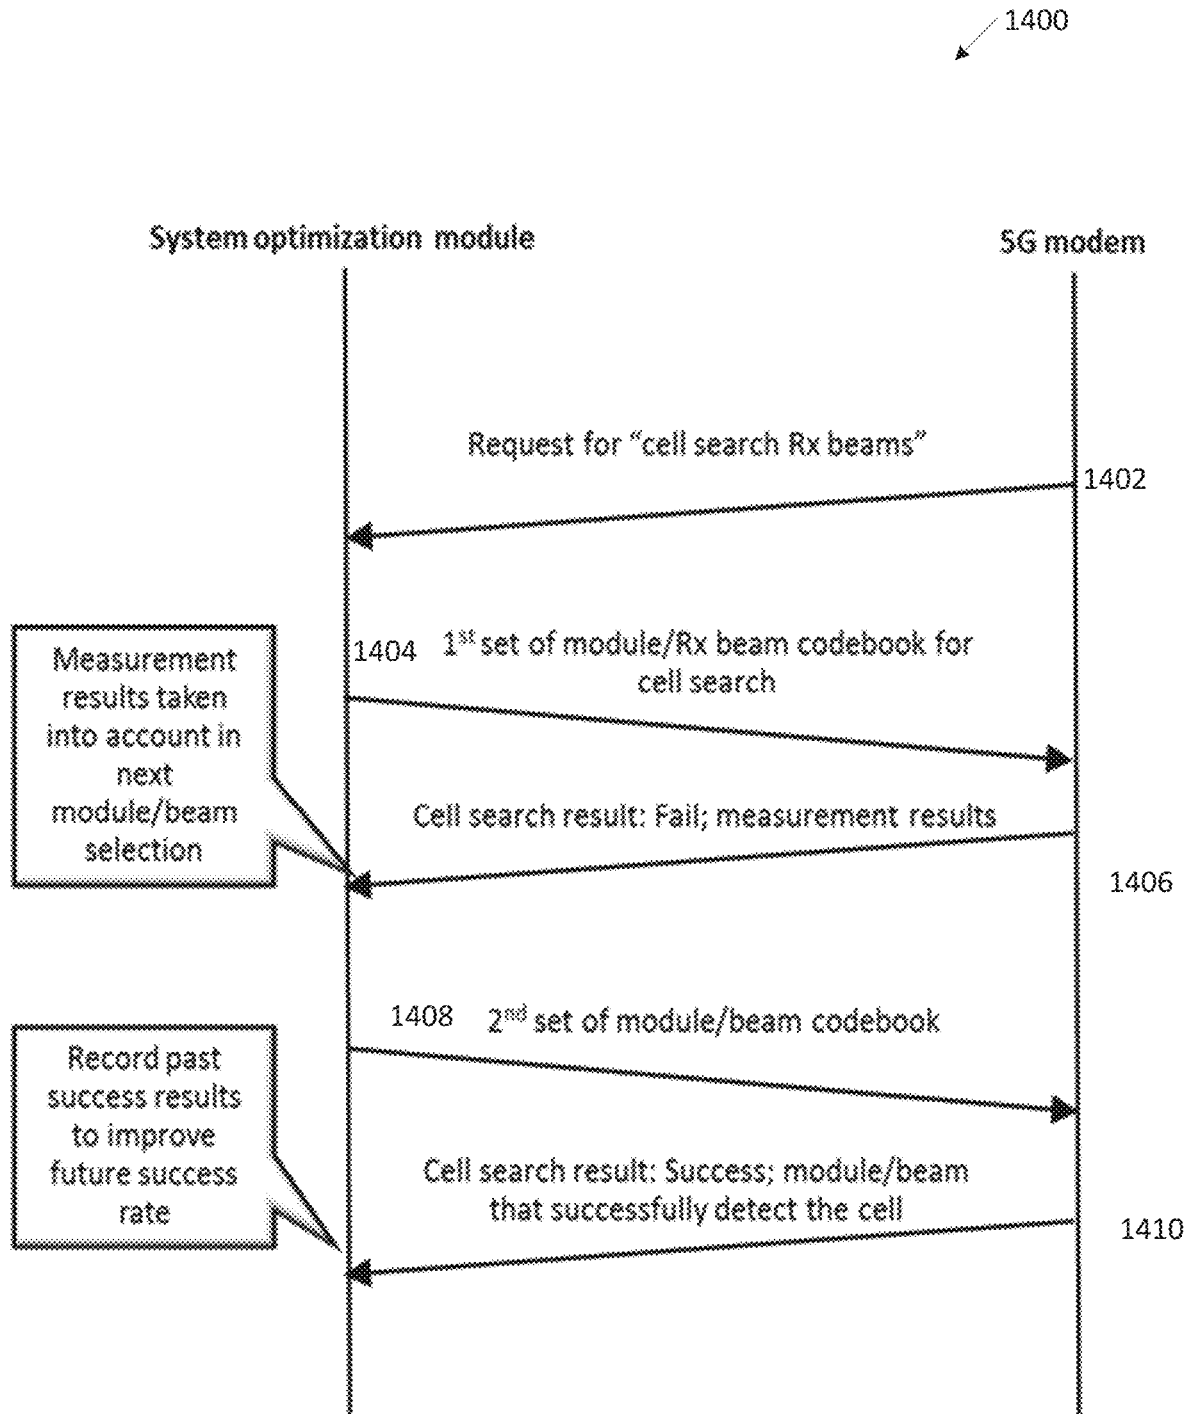 1400
System optimization module
5G modem
Request for “cell search Rx beams”
1402
1404
1st set of module/Rx beam codebook for
cell search
Measurement
results taken
into account in
next
module/beam
selection
Cell search result: Fail; measurement results
1406
1408
2nd set of module/beam codebook
Record past
success results
to improve
future success
rate
Cell search result: Success; module/beam
that successfully detect the cell
1410